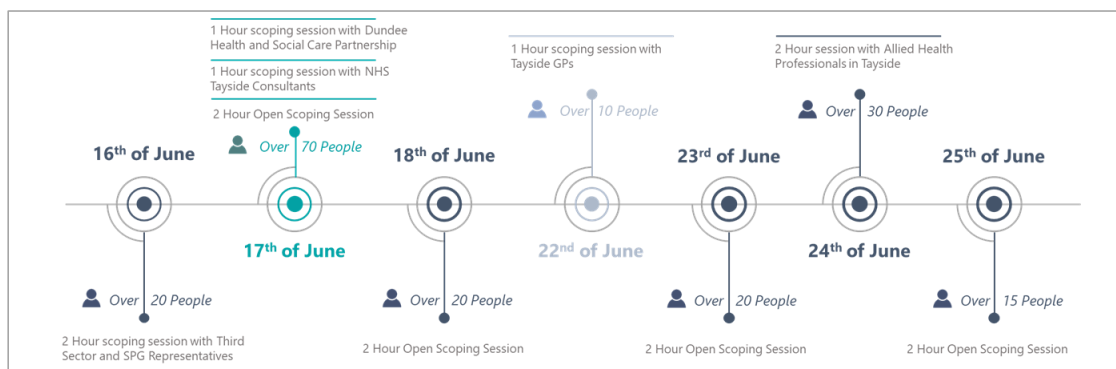 1 Hour scoping session with Dundee
Health and Social Care Partnership
1 Hour scoping session with NHS
Tayside Consultants
2 Hour Open Scoping Session
Over 70 People
1 Hour scoping session with
Tayside GPs
Over 10 People
2 Hour session with Allied Health
Professionals in Tayside
Over 30 People
16th of June
18th of June
23rd of June
25th of June
17th of June
22nd of June
24th of June
Over 20 People
2 Hour scoping session with Third
Sector and SPG Representatives
Over 20 People
2 Hour Open Scoping Session
Over 20 People
2 Hour Open Scoping Session
Over 15 People
2 Hour Open Scoping Session